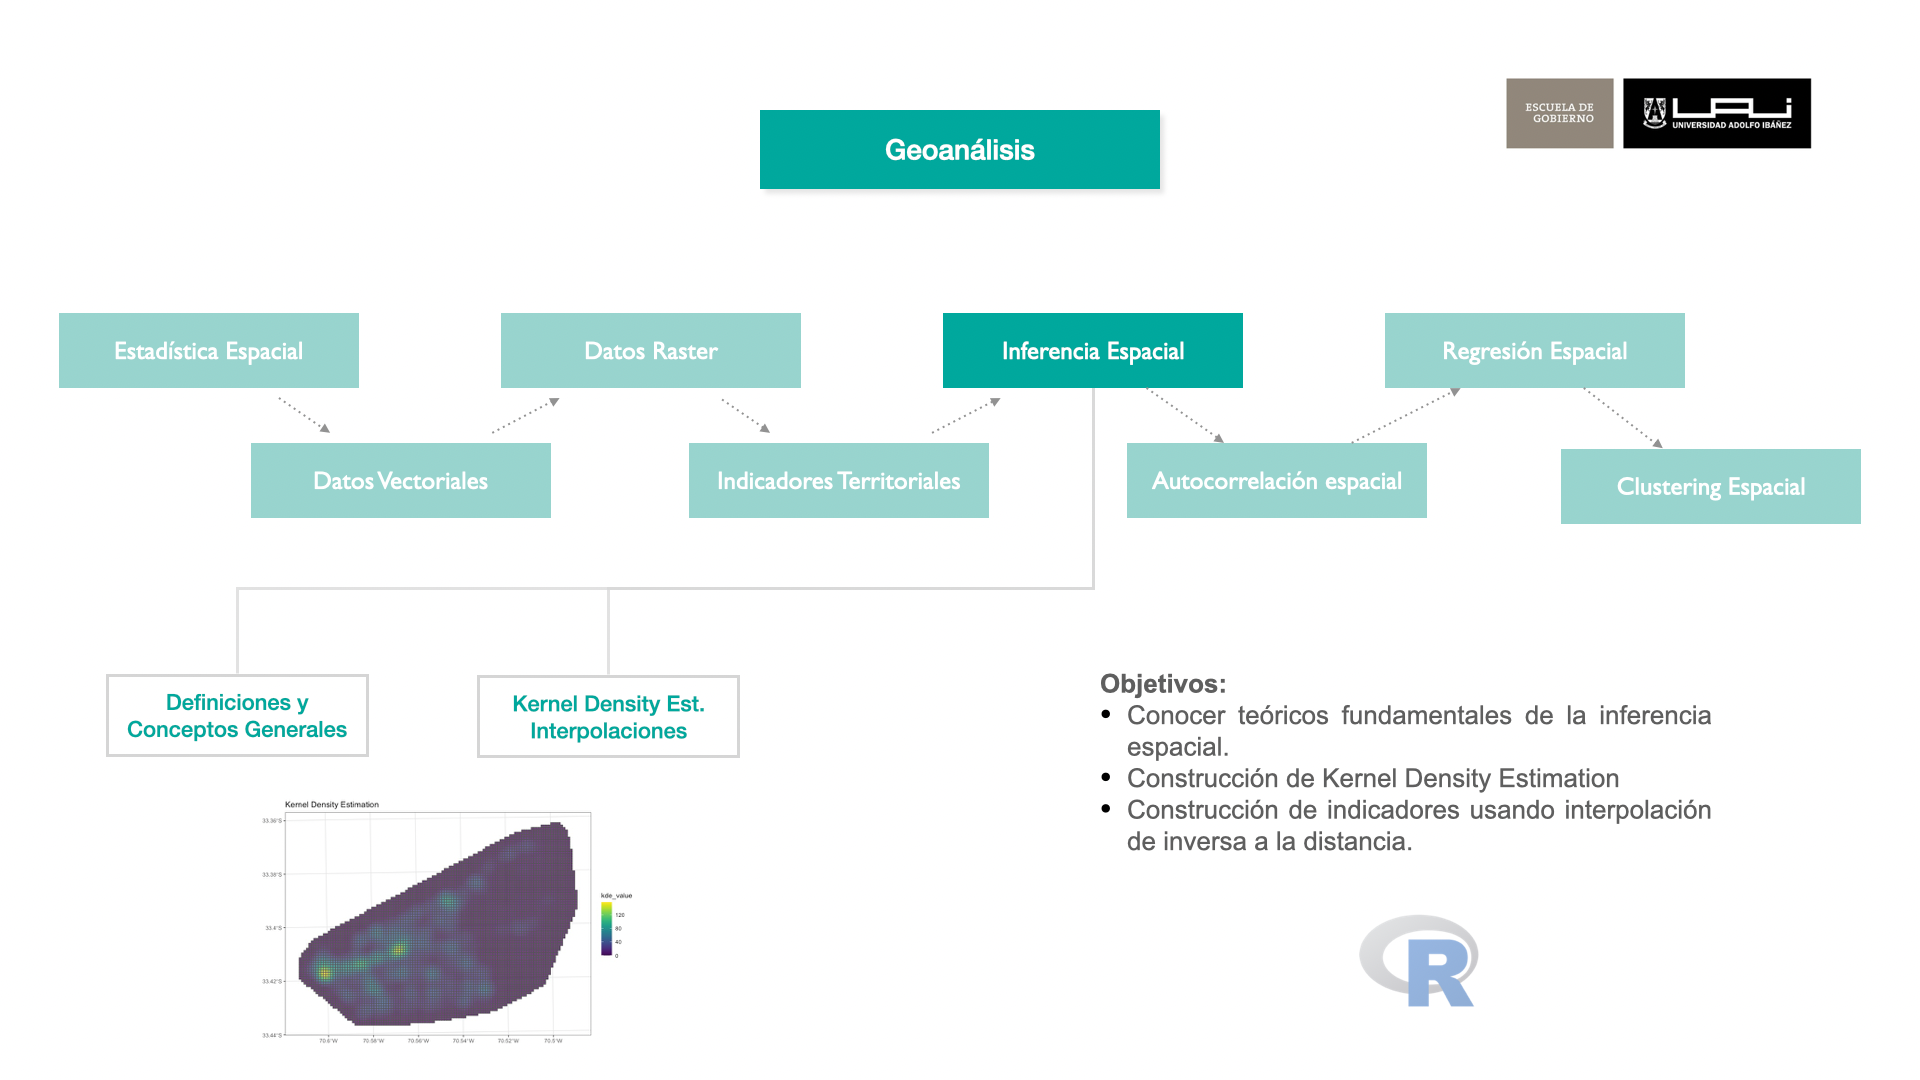 ESCUELA DE
GOBIERNO
UAI
UNIVERSIDAD ADOLFO IBÁÑEZ
Geoanálisis
Estadística Espacial
Datos Raster
Inferencia Espacial
Regresión Espacial
Datos Vectoriales
Indicadores Territoriales
Autocorrelación espacial
Clustering Espacial
Definiciones y
Conceptos Generales
Kernel Density Est.
Interpolaciones
Objetivos:
• Conocer teóricos fundamentales de la inferencia
espacial.
• Construcción de Kernel Density Estimation
• Construcción de indicadores usando interpolación
de inversa a la distancia.
Kernel Density Estimation
33.36°S
33.38°S
33.4°S
33.42°S
33.44°S
70.6°W
70.58°W
70.56°W
70.54°W
70.52°W
70.5°W
kde_value
120
80
40
0
R